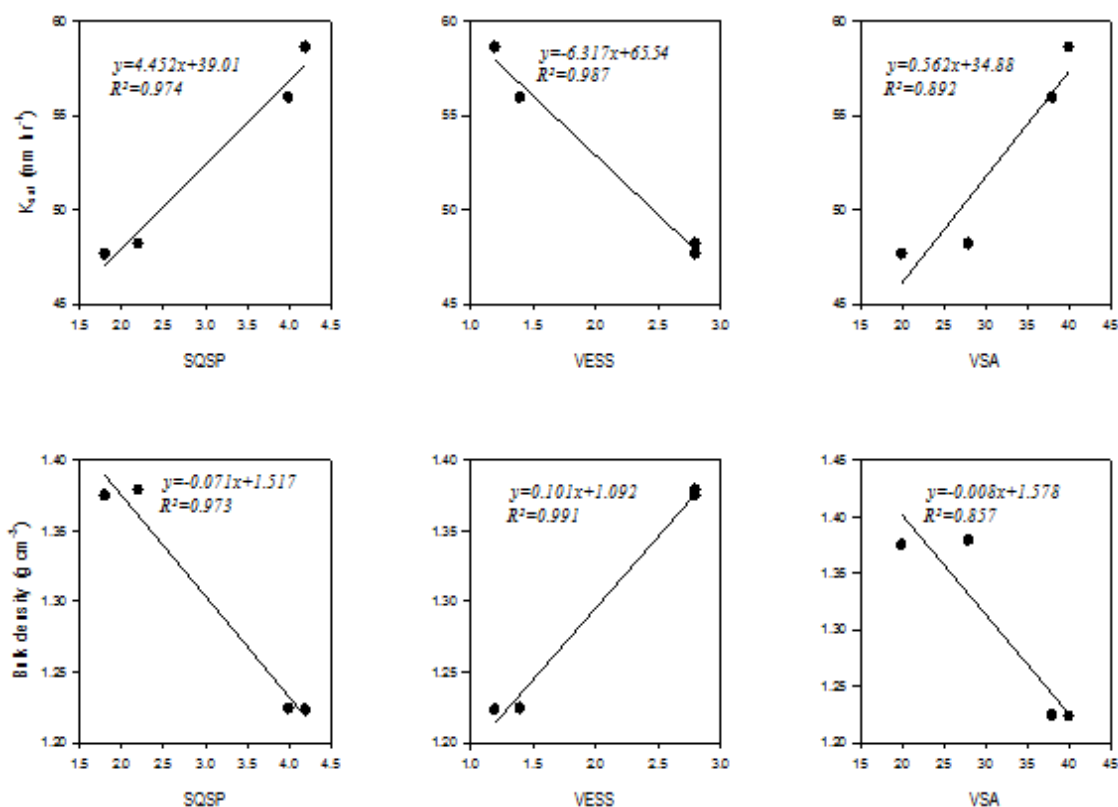 60
55
50
45
K_sat (mm hr⁻¹)
y=4.452x+39.01
R²=0.974
1.5 2.0 2.5 3.0 3.5 4.0 4.5
SQSP
60
55
50
45
y=-6.317x+65.54
R²=0.987
1.0 1.5 2.0 2.5 3.0
VESS
60
55
50
45
y=0.562x+34.88
R²=0.892
15 20 25 30 35 40 45
VSA
1.40
1.35
1.30
1.25
1.20
Bulk density (g cm⁻³)
y=-0.071x+1.517
R²=0.973
1.5 2.0 2.5 3.0 3.5 4.0 4.5
SQSP
1.40
1.35
1.30
1.25
1.20
y=0.101x+1.092
R²=0.991
1.0 1.5 2.0 2.5 3.0
VESS
1.45
1.40
1.35
1.30
1.25
1.20
y=-0.008x+1.578
R²=0.857
15 20 25 30 35 40 45
VSA